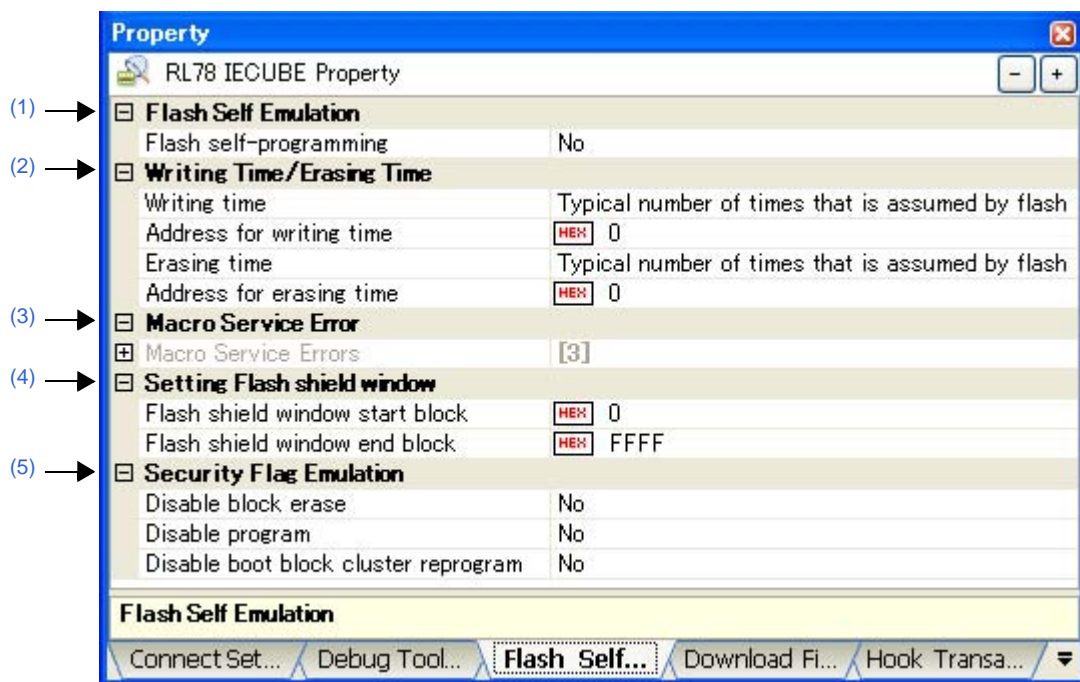 Property
RL78 IECUBE Property - +
(1) Flash Self Emulation
Flash self-programming No
(2) Writing Time/Erasing Time
Writing time Typical number of times that is assumed by flash
Address for writing time HEX 0
Erasing time Typical number of times that is assumed by flash
Address for erasing time HEX 0
(3) Macro Service Error
Macro Service Errors [3]
(4) Setting Flash shield window
Flash shield window start block HEX 0
Flash shield window end block HEX FFFF
(5) Security Flag Emulation
Disable block erase No
Disable program No
Disable boot block cluster reprogram No
Flash Self Emulation
Connect Set... Debug Tool... Flash Self... Download Fi... Hook Transa...